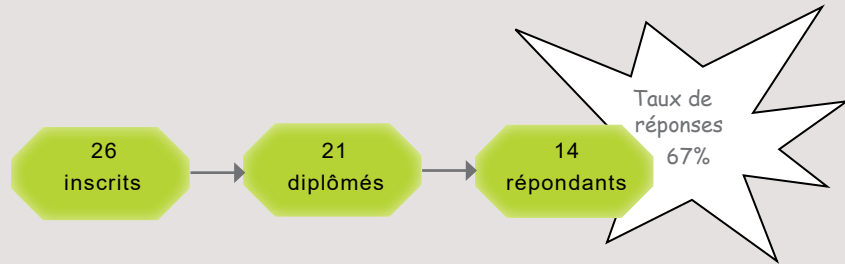 26
inscrits
21
diplômés
14
répondants
Taux de
réponses
67%